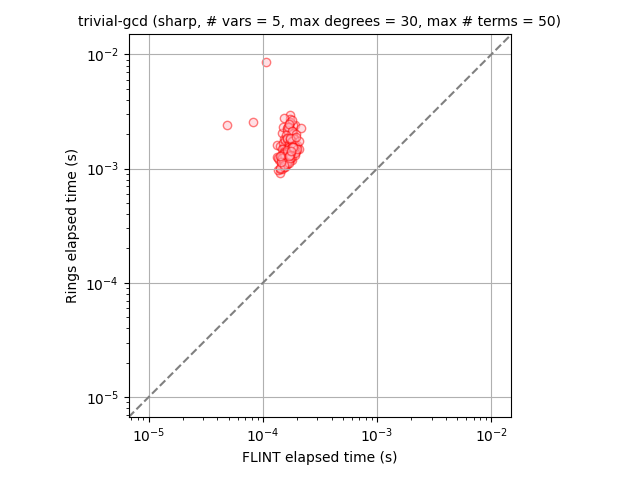 trivial-gcd (sharp, # vars = 5, max degrees = 30, max # terms = 50)
10⁻²
10⁻³
10⁻⁴
10⁻⁵
Rings elapsed time (s)
10⁻⁵ 10⁻⁴ 10⁻³ 10⁻²
FLINT elapsed time (s)